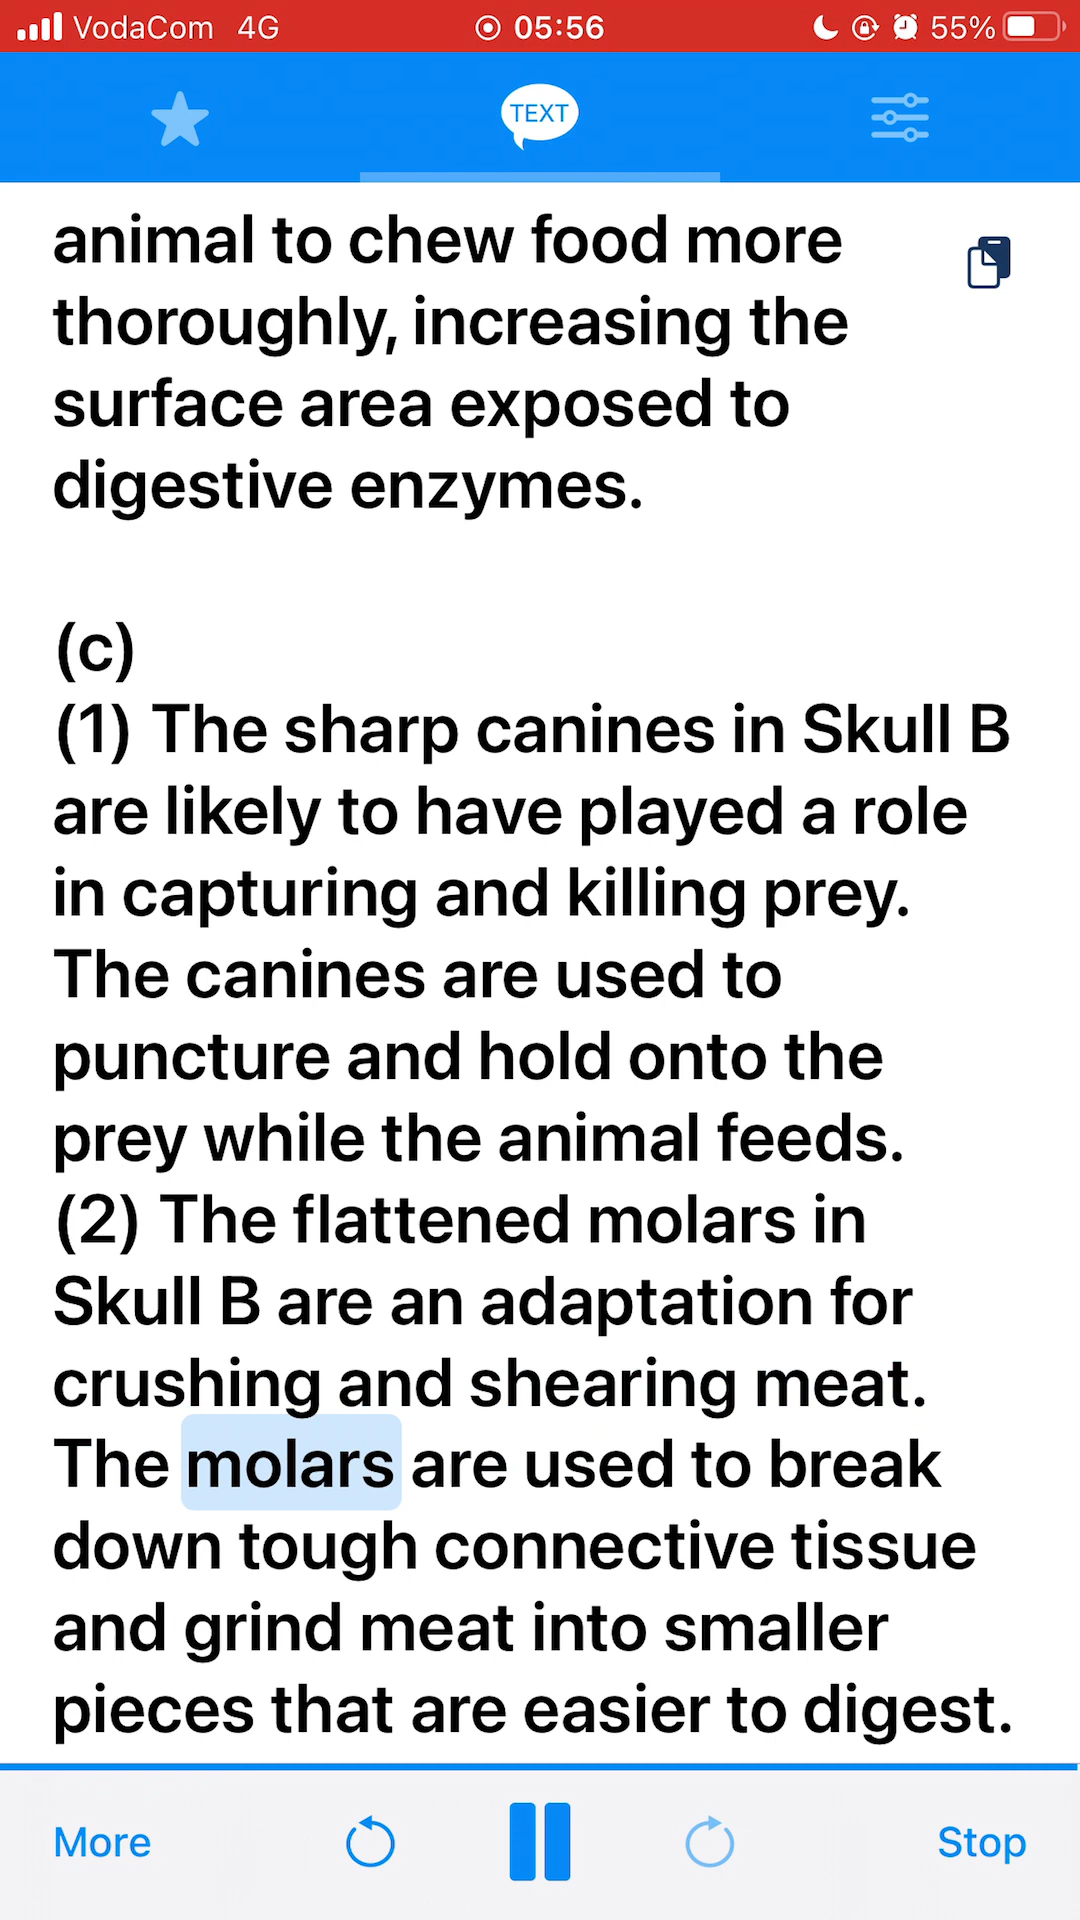 VodaCom 4G 05:56 55%
TEXT
animal to chew food more
thoroughly, increasing the
surface area exposed to
digestive enzymes.
(c)
(1) The sharp canines in Skull B
are likely to have played a role
in capturing and killing prey.
The canines are used to
puncture and hold onto the
prey while the animal feeds.
(2) The flattened molars in
Skull B are an adaptation for
crushing and shearing meat.
The molars are used to break
down tough connective tissue
and grind meat into smaller
pieces that are easier to digest.
More Stop